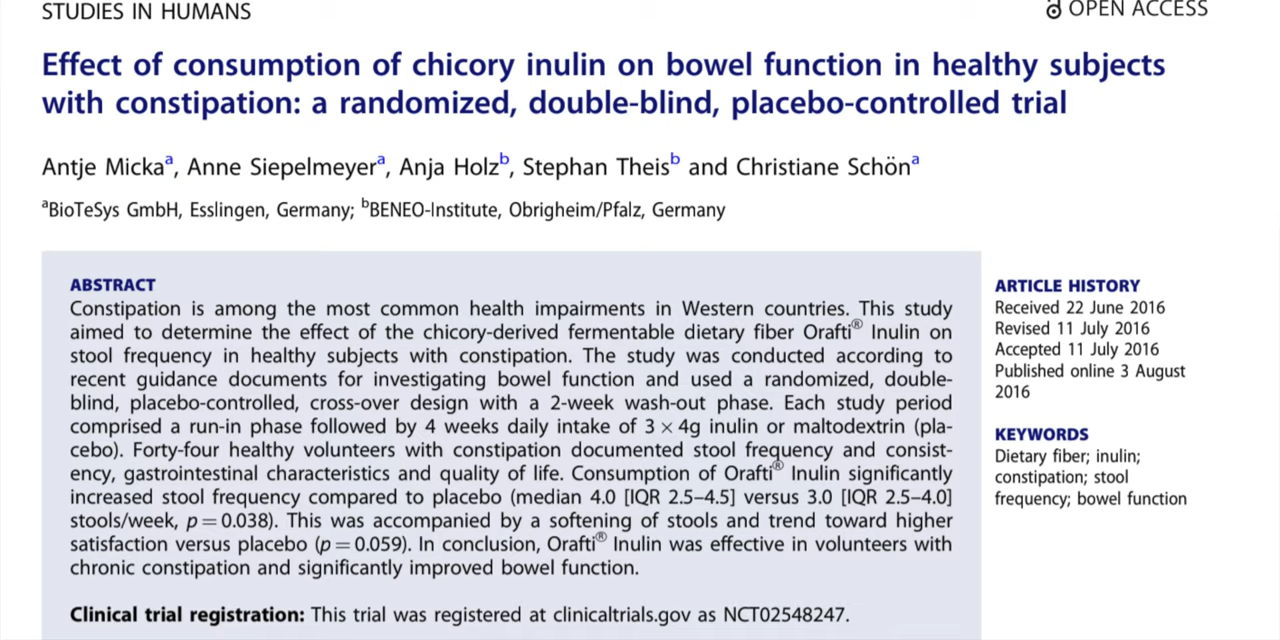 STUDIES IN HUMANS
OPEN ACCESS
Effect of consumption of chicory inulin on bowel function in healthy subjects
with constipation: a randomized, double-blind, placebo-controlled trial
Antje Mickaᵃ, Anne Siepelmeyerᵃ, Anja Holzᵇ, Stephan Theisᵇ and Christiane Schönᵃ
ᵃBioTeSys GmbH, Esslingen, Germany; ᵇBENEO-Institute, Obrigheim/Pfalz, Germany
ABSTRACT
Constipation is among the most common health impairments in Western countries. This study
aimed to determine the effect of the chicory-derived fermentable dietary fiber Orafti® Inulin on
stool frequency in healthy subjects with constipation. The study was conducted according to
recent guidance documents for investigating bowel function and used a randomized, double-
blind, placebo-controlled, cross-over design with a 2-week wash-out phase. Each study period
comprised a run-in phase followed by 4 weeks daily intake of 3 × 4g inulin or maltodextrin (pla-
cebo). Forty-four healthy volunteers with constipation documented stool frequency and consist-
ency, gastrointestinal characteristics and quality of life. Consumption of Orafti® Inulin significantly
increased stool frequency compared to placebo (median 4.0 [IQR 2.5–4.5] versus 3.0 [IQR 2.5–4.0]
stools/week, p = 0.038). This was accompanied by a softening of stools and trend toward higher
satisfaction versus placebo (p = 0.059). In conclusion, Orafti® Inulin was effective in volunteers with
chronic constipation and significantly improved bowel function.
Clinical trial registration: This trial was registered at clinicaltrials.gov as NCT02548247.
ARTICLE HISTORY
Received 22 June 2016
Revised 11 July 2016
Accepted 11 July 2016
Published online 3 August
2016
KEYWORDS
Dietary fiber; inulin;
constipation; stool
frequency; bowel function